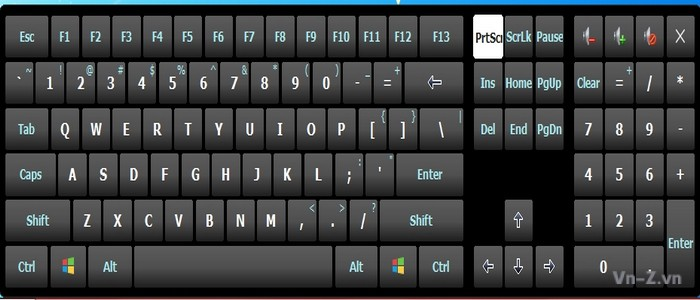 Esc F1 F2 F3 F4 F5 F6 F7 F8 F9 F10 F11 F12 F13 PrtScr ScrLk Pause X
` ~ 1 ! 2 @ 3 # 4 $ 5 % 6 ^ 7 & 8 * 9 ( 0 ) - _ = + Ins Home PgUp Clear = + / *
Tab Q W E R T Y U I O P [ { ] } \ | Del End PgDn 7 8 9 -
Caps A S D F G H J K L ; : ' " Enter 4 5 6 +
Shift Z X C V B N M , < . > / ? Shift 1 2 3 Enter
Ctrl Alt Alt Ctrl 0 .
Vn-Z.vn